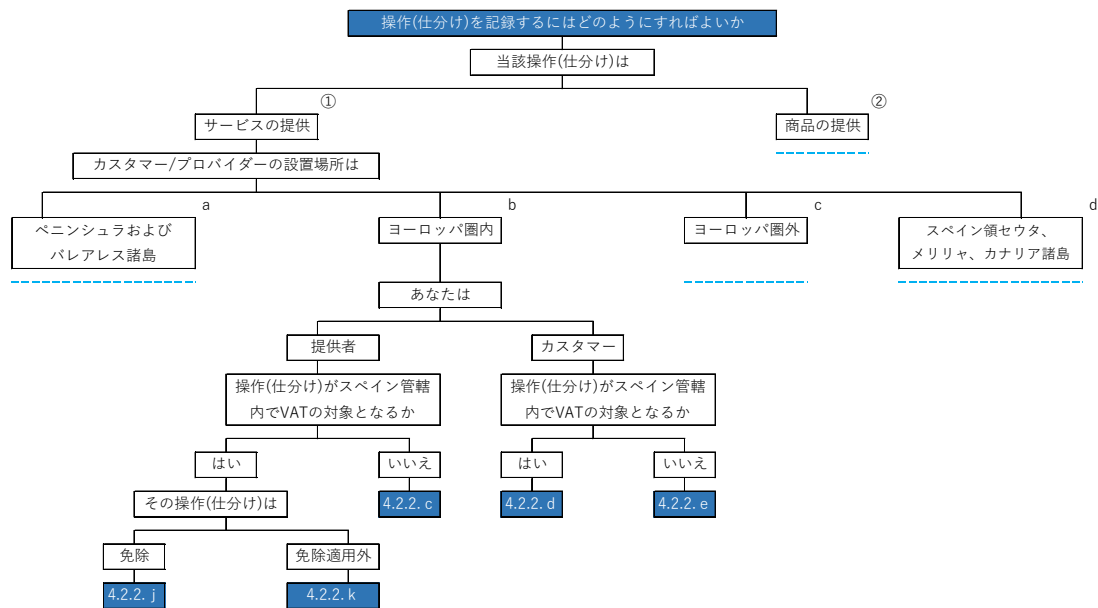 操作(仕分け)を記録するにはどのようにすればよいか
当該操作(仕分け)は
①
②
サービスの提供
商品の提供
カスタマー/プロバイダーの設置場所は
a
b
c
d
ペニンシュラおよび
バレアレス諸島
ヨーロッパ圏内
ヨーロッパ圏外
スペイン領セウタ、
メリリャ、カナリア諸島
あなたは
提供者
カスタマー
操作(仕分け)がスペイン管轄
内でVATの対象となるか
操作(仕分け)がスペイン管轄
内でVATの対象となるか
はい
いいえ
はい
いいえ
その操作(仕分け)は
4.2.2. c
4.2.2. d
4.2.2. e
免除
免除適用外
4.2.2. j
4.2.2. k